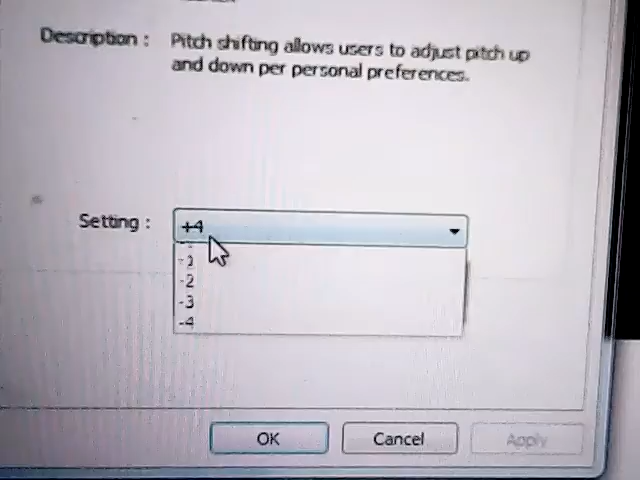 Description : Pitch shifting allows users to adjust pitch up
and down per personal preferences.
Setting : +4
-1
-2
-3
-4
OK Cancel Apply